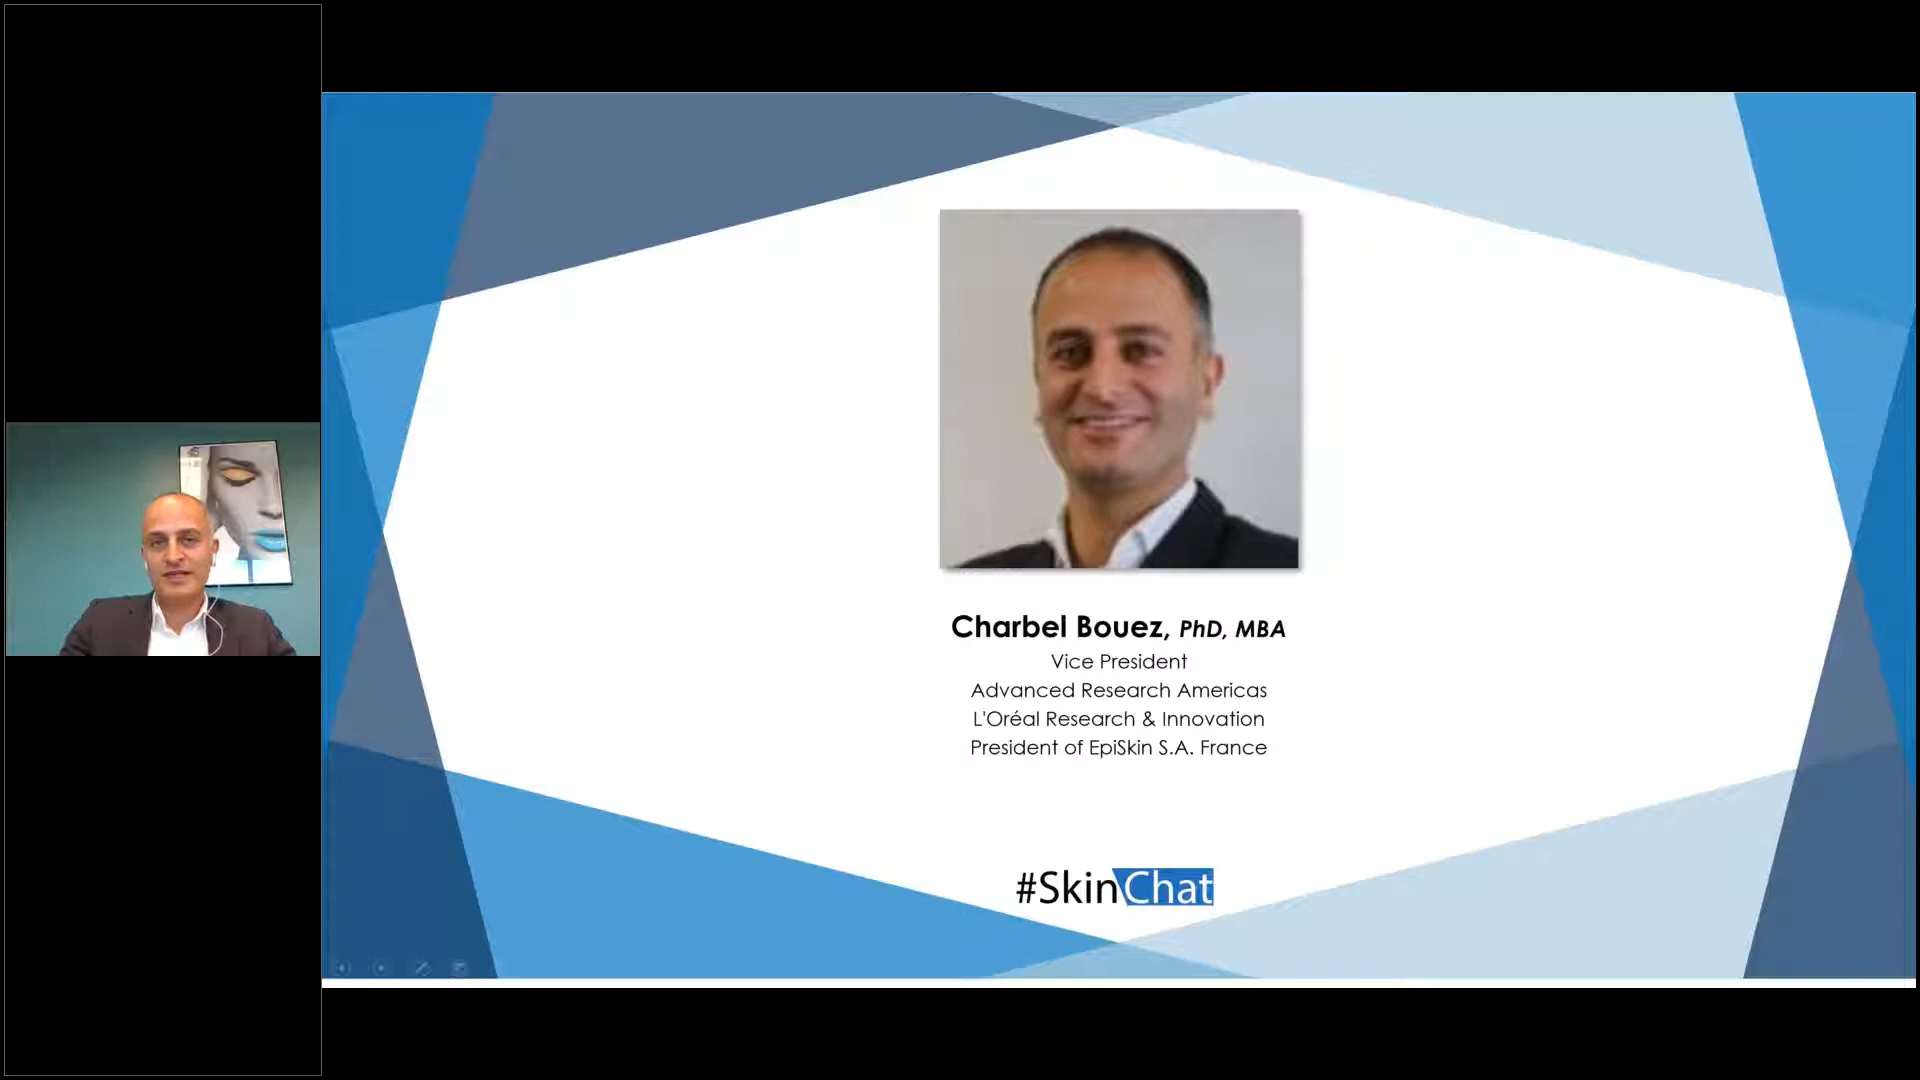 Charbel Bouez, PhD, MBA
Vice President
Advanced Research Americas
L'Oréal Research & Innovation
President of EpiSkin S.A. France
#SkinChat